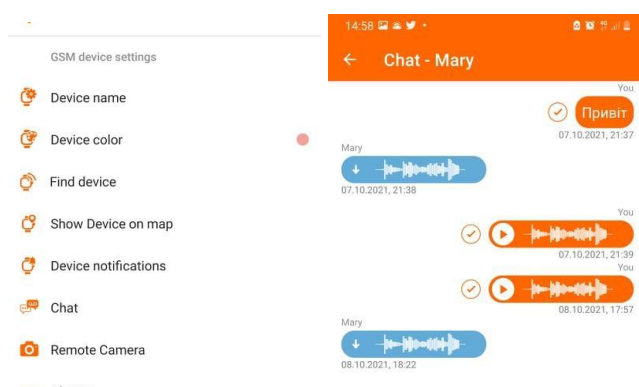 GSM device settings
Device name
Device color
Find device
Show Device on map
Device notifications
Chat
Remote Camera
14:58
4G
Chat - Mary
You
Привіт
07.10.2021, 21:37
Mary
07.10.2021, 21:38
You
07.10.2021, 21:39
You
08.10.2021, 17:57
Mary
08.10.2021, 18:22